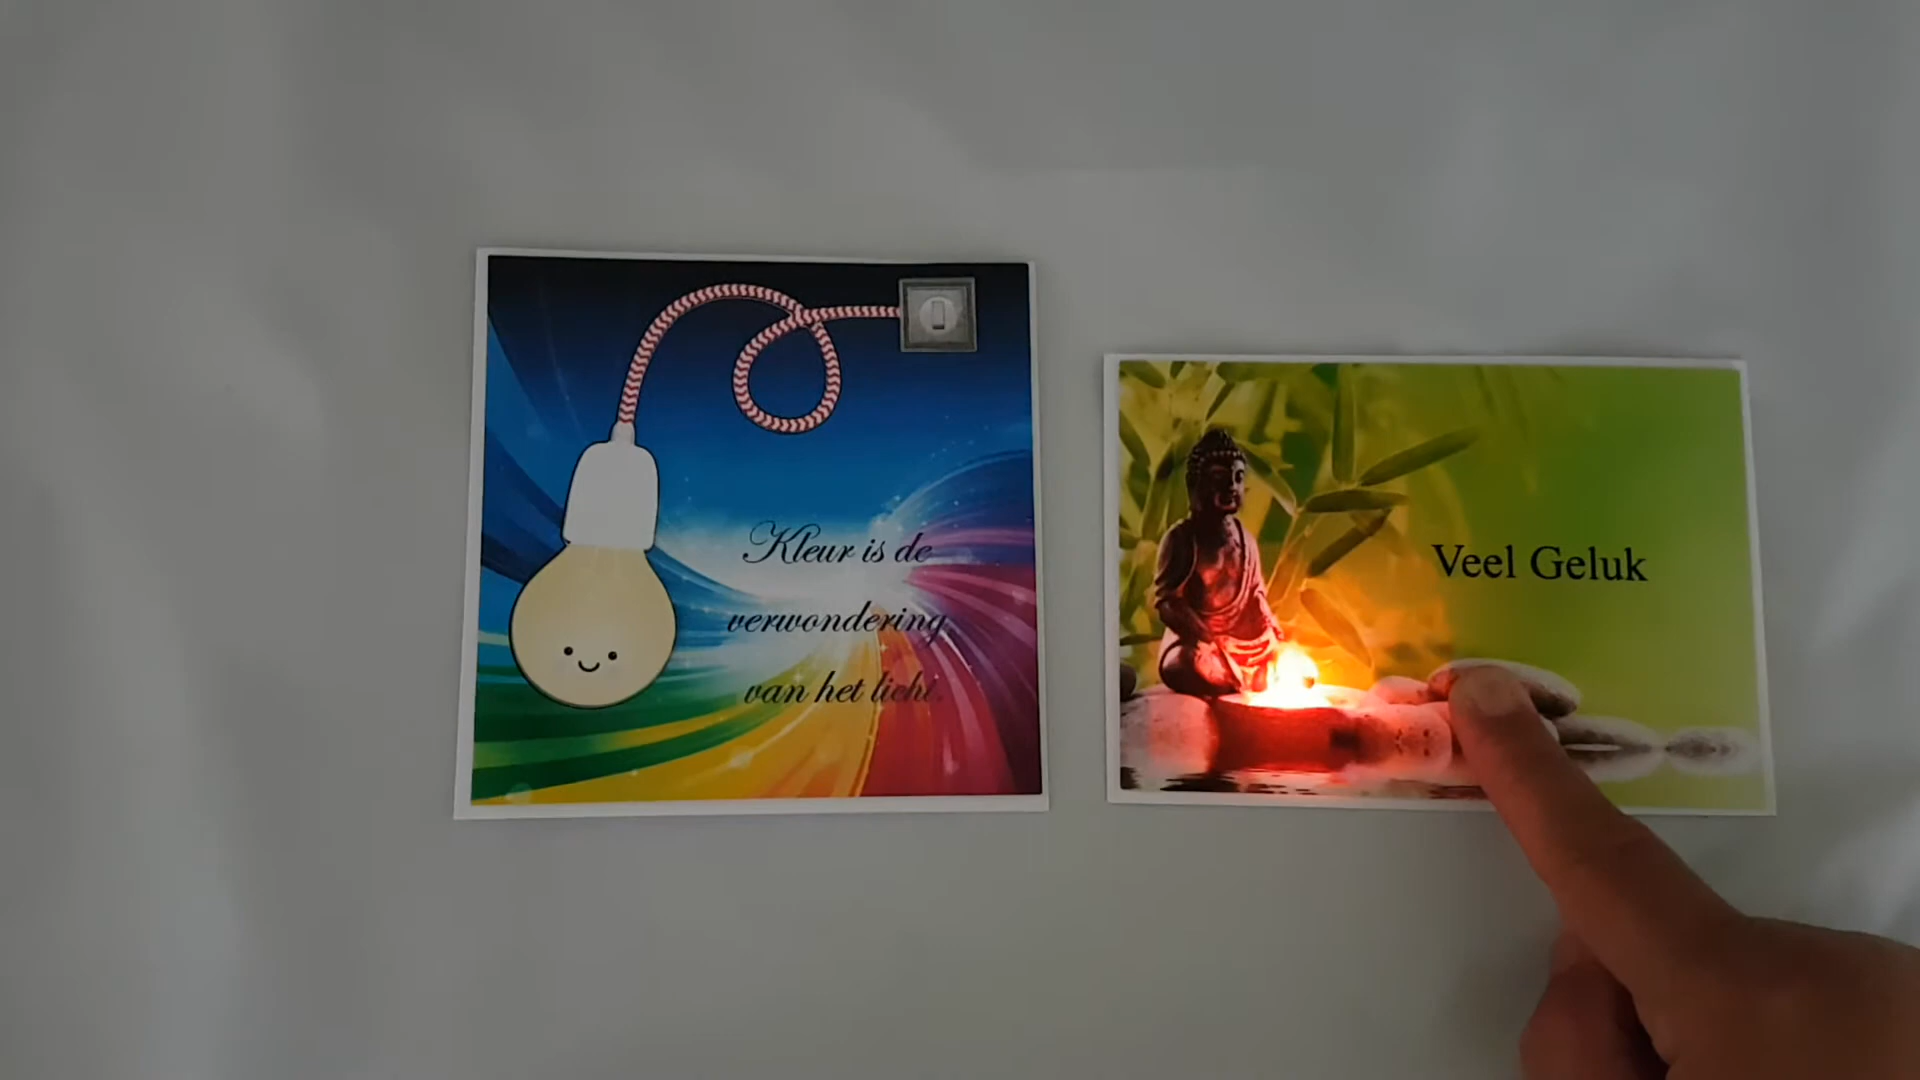 Kleur is de
verwondering
van het licht.
Veel Geluk